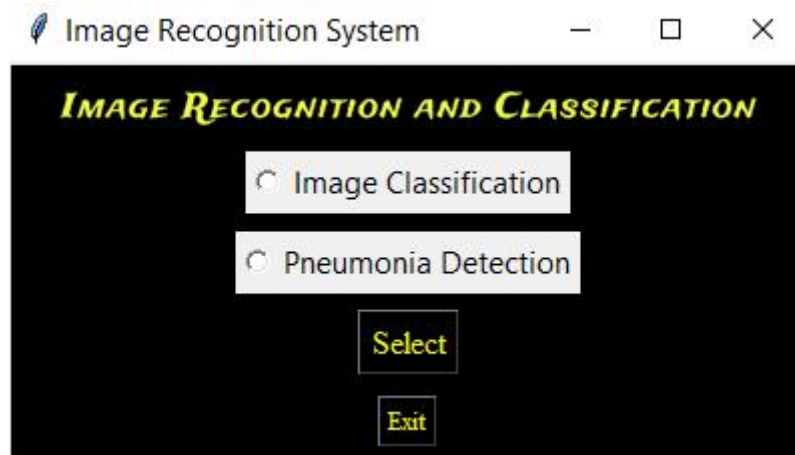 Image Recognition System
Image Recognition and Classification
Image Classification
Pneumonia Detection
Select
Exit